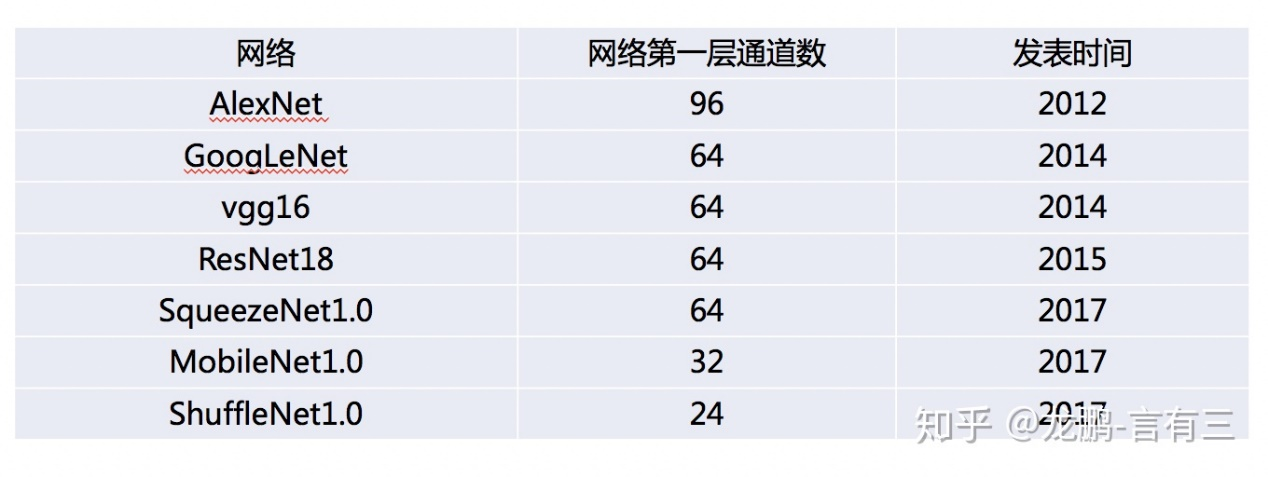 网络 网络第一层通道数 发表时间
AlexNet 96 2012
GoogLeNet 64 2014
vgg16 64 2014
ResNet18 64 2015
SqueezeNet1.0 64 2017
MobileNet1.0 32 2017
ShuffleNet1.0 24 2017
知乎 @龙鹏-言有三